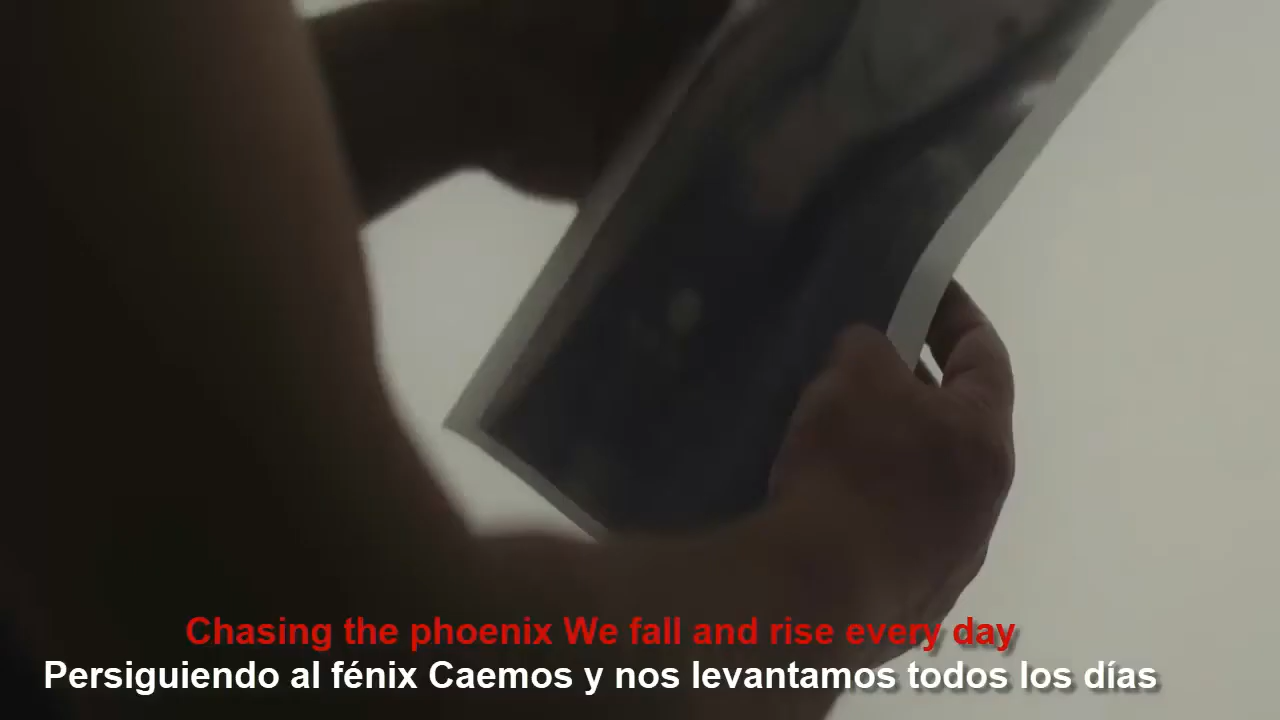 Chasing the phoenix We fall and rise every day
Persiguiendo al fénix Caemos y nos levantamos todos los días